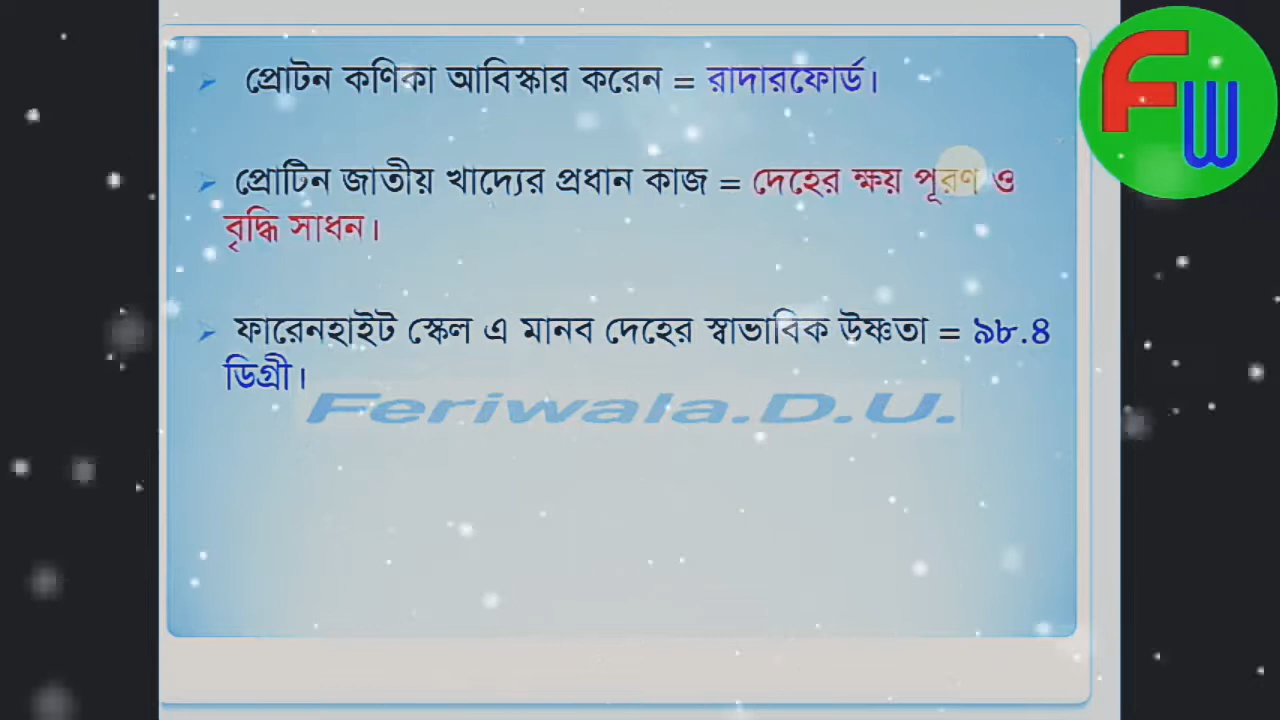 প্রোটন কণিকা আবিস্কার করেন = রাদারফোর্ড।
প্রোটিন জাতীয় খাদ্যের প্রধান কাজ = দেহের ক্ষয় পূরণ ও
বৃদ্ধি সাধন।
ফারেনহাইট স্কেল এ মানব দেহের স্বাভাবিক উষ্ণতা = ৯৮.৪
ডিগ্রী।
Feriwala.D.U.
FW